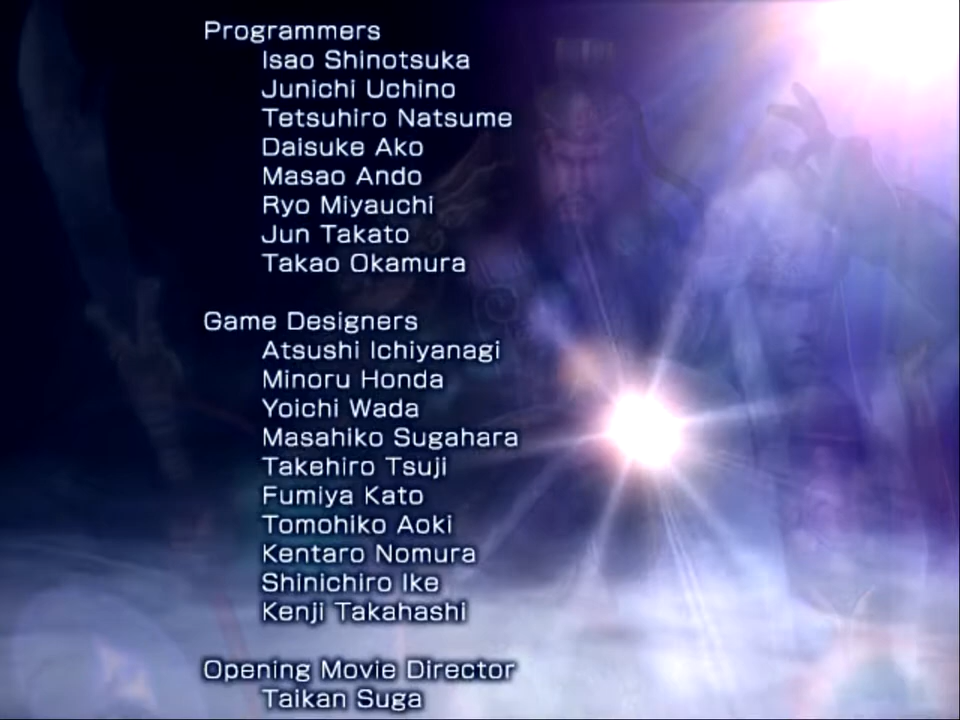 Programmers
Isao Shinotsuka
Junichi Uchino
Tetsuhiro Natsume
Daisuke Ako
Masao Ando
Ryo Miyauchi
Jun Takato
Takao Okamura
Game Designers
Atsushi Ichiyanagi
Minoru Honda
Yoichi Wada
Masahiko Sugahara
Takehiro Tsuji
Fumiya Kato
Tomohiko Aoki
Kentaro Nomura
Shinichiro Ike
Kenji Takahashi
Opening Movie Director
Taikan Suga